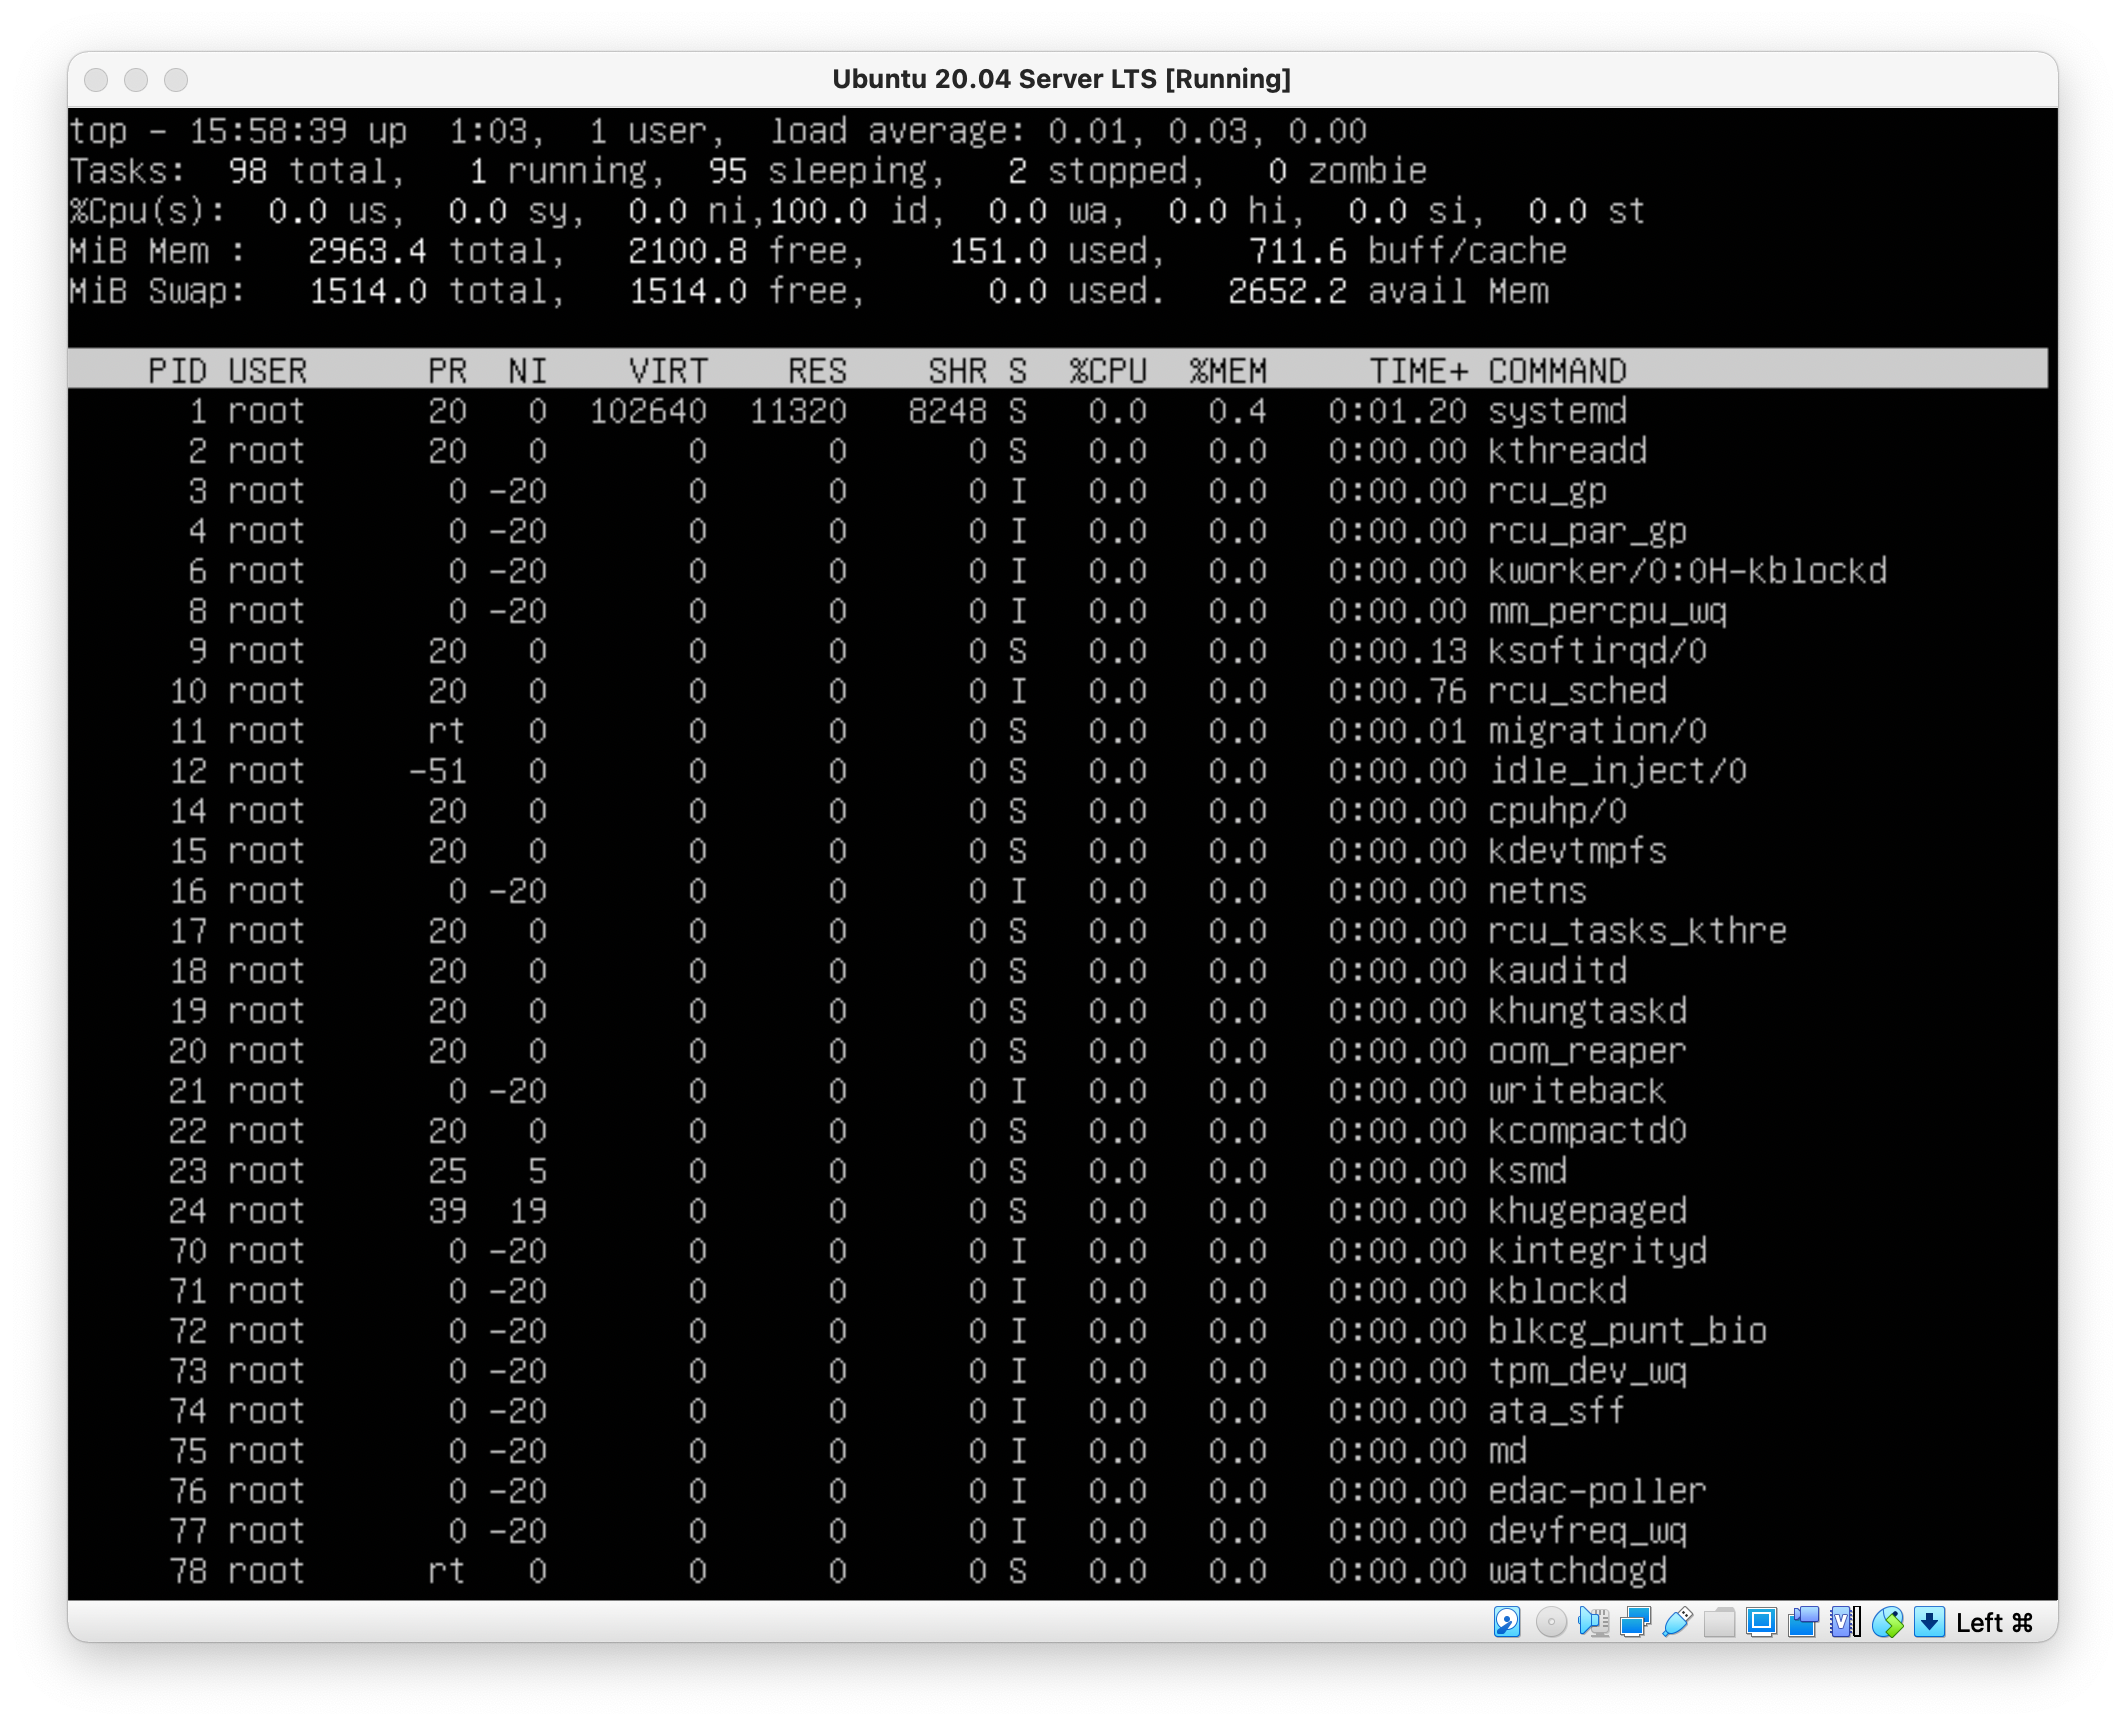 Ubuntu 20.04 Server LTS [Running]
top - 15:58:39 up  1:03,  1 user,  load average: 0.01, 0.03, 0.00
Tasks:  98 total,   1 running,  95 sleeping,   2 stopped,   0 zombie
%Cpu(s):  0.0 us,  0.0 sy,  0.0 ni,100.0 id,  0.0 wa,  0.0 hi,  0.0 si,  0.0 st
MiB Mem :   2963.4 total,   2100.8 free,    151.0 used,    711.6 buff/cache
MiB Swap:   1514.0 total,   1514.0 free,      0.0 used.   2652.2 avail Mem
PID USER      PR  NI    VIRT    RES    SHR S  %CPU  %MEM     TIME+ COMMAND
1 root      20   0  102640  11320   8248 S   0.0   0.4   0:01.20 systemd
2 root      20   0       0      0      0 S   0.0   0.0   0:00.00 kthreadd
3 root       0 -20       0      0      0 I   0.0   0.0   0:00.00 rcu_gp
4 root       0 -20       0      0      0 I   0.0   0.0   0:00.00 rcu_par_gp
6 root       0 -20       0      0      0 I   0.0   0.0   0:00.00 kworker/0:0H-kblockd
8 root       0 -20       0      0      0 I   0.0   0.0   0:00.00 mm_percpu_wq
9 root      20   0       0      0      0 S   0.0   0.0   0:00.13 ksoftirqd/0
10 root      20   0       0      0      0 I   0.0   0.0   0:00.76 rcu_sched
11 root      rt   0       0      0      0 S   0.0   0.0   0:00.01 migration/0
12 root     -51   0       0      0      0 S   0.0   0.0   0:00.00 idle_inject/0
14 root      20   0       0      0      0 S   0.0   0.0   0:00.00 cpuhp/0
15 root      20   0       0      0      0 S   0.0   0.0   0:00.00 kdevtmpfs
16 root       0 -20       0      0      0 I   0.0   0.0   0:00.00 netns
17 root      20   0       0      0      0 S   0.0   0.0   0:00.00 rcu_tasks_kthre
18 root      20   0       0      0      0 S   0.0   0.0   0:00.00 kauditd
19 root      20   0       0      0      0 S   0.0   0.0   0:00.00 khungtaskd
20 root      20   0       0      0      0 S   0.0   0.0   0:00.00 oom_reaper
21 root       0 -20       0      0      0 I   0.0   0.0   0:00.00 writeback
22 root      20   0       0      0      0 S   0.0   0.0   0:00.00 kcompactd0
23 root      25   5       0      0      0 S   0.0   0.0   0:00.00 ksmd
24 root      39  19       0      0      0 S   0.0   0.0   0:00.00 khugepaged
70 root       0 -20       0      0      0 I   0.0   0.0   0:00.00 kintegrityd
71 root       0 -20       0      0      0 I   0.0   0.0   0:00.00 kblockd
72 root       0 -20       0      0      0 I   0.0   0.0   0:00.00 blkcg_punt_bio
73 root       0 -20       0      0      0 I   0.0   0.0   0:00.00 tpm_dev_wq
74 root       0 -20       0      0      0 I   0.0   0.0   0:00.00 ata_sff
75 root       0 -20       0      0      0 I   0.0   0.0   0:00.00 md
76 root       0 -20       0      0      0 I   0.0   0.0   0:00.00 edac-poller
77 root       0 -20       0      0      0 I   0.0   0.0   0:00.00 devfreq_wq
78 root      rt   0       0      0      0 S   0.0   0.0   0:00.00 watchdogd
Left ⌘